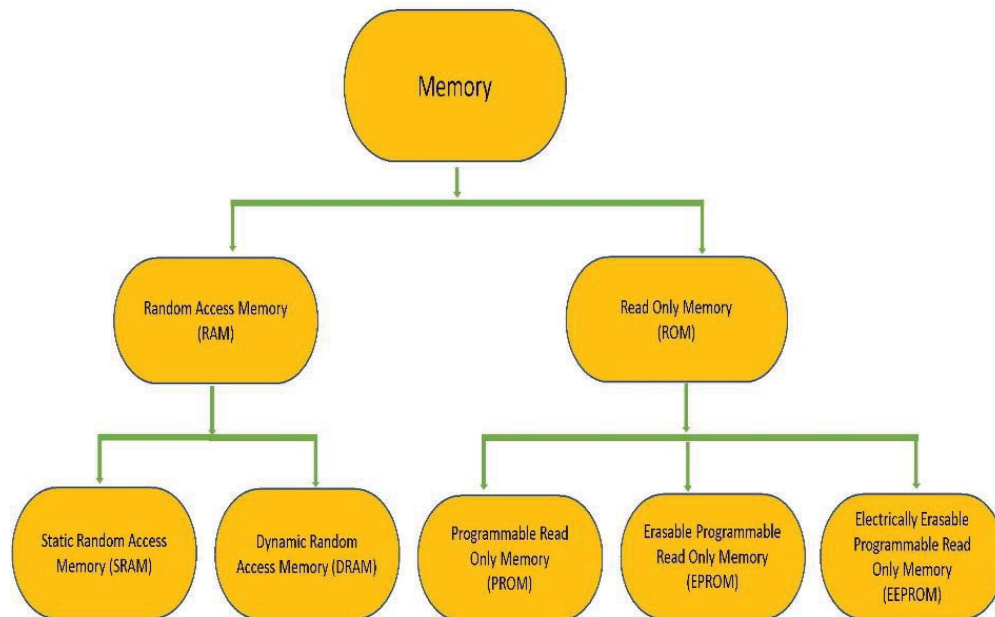 Memory
Random Access Memory
(RAM)
Read Only Memory
(ROM)
Static Random Access
Memory (SRAM)
Dynamic Random
Access Memory (DRAM)
Programmable Read
Only Memory
(PROM)
Erasable Programmable
Read Only Memory
(EPROM)
Electrically Erasable
Programmable Read
Only Memory
(EEPROM)